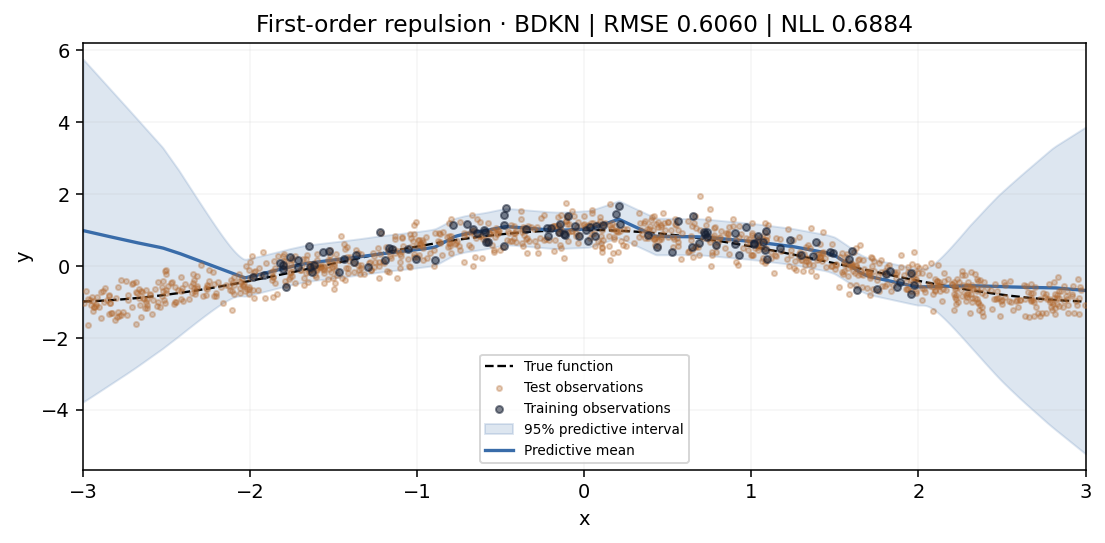 First-order repulsion · BDKN | RMSE 0.6060 | NLL 0.6884
6
4
2
0
−2
−4
y
True function
Test observations
Training observations
95% predictive interval
Predictive mean
−3 −2 −1 0 1 2 3
x